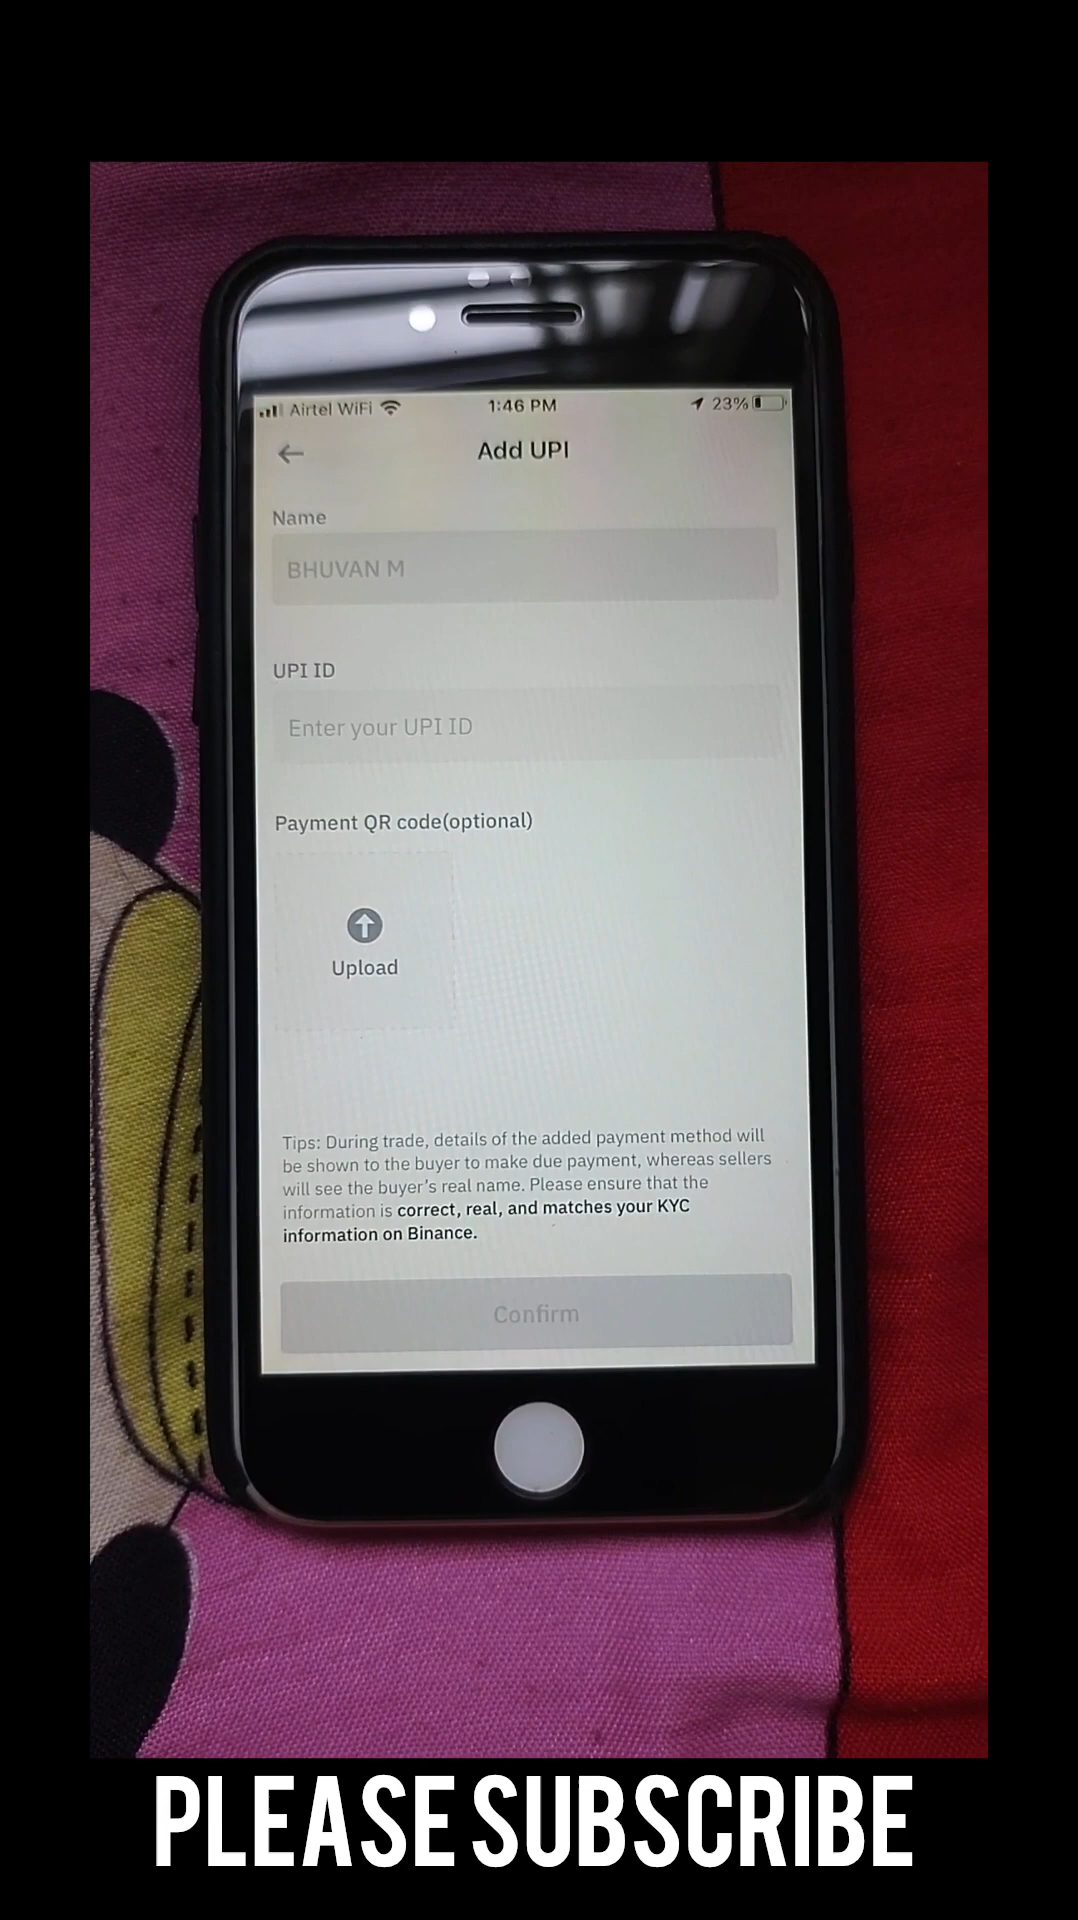 Airtel WiFi 1:46 PM 23%
Add UPI
Name
BHUVAN M
UPI ID
Enter your UPI ID
Payment QR code(optional)
Upload
Tips: During trade, details of the added payment method will
be shown to the buyer to make due payment, whereas sellers
will see the buyer's real name. Please ensure that the
information is correct, real, and matches your KYC
information on Binance.
Confirm
PLEASE SUBSCRIBE